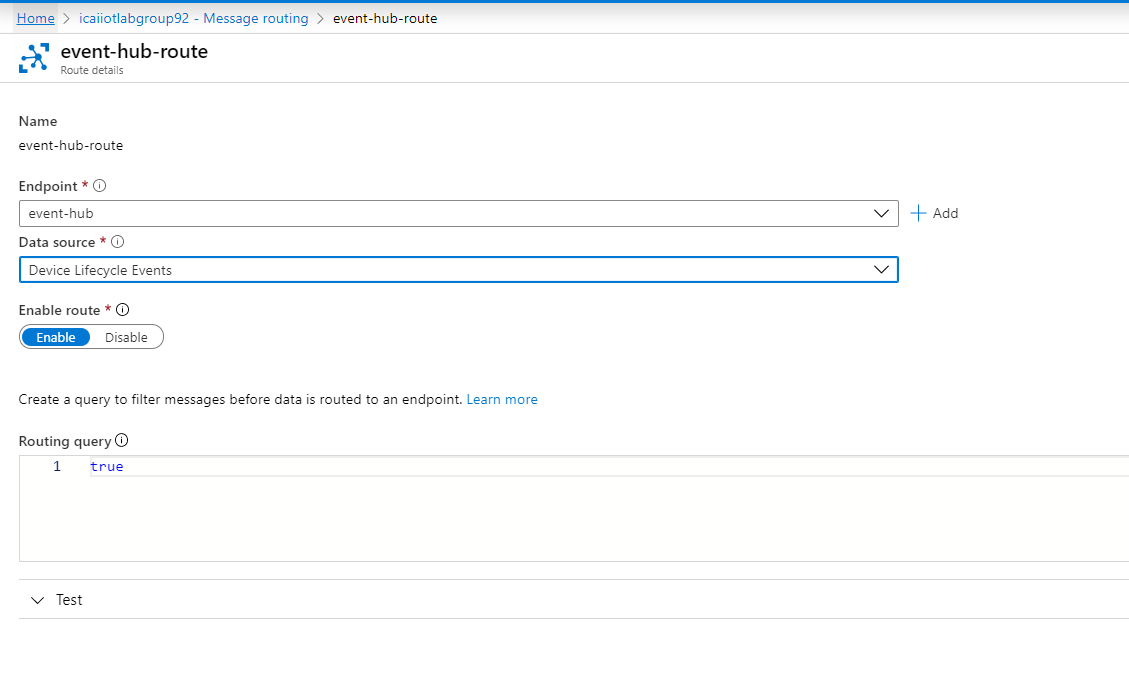 Home > icaiiotlabgroup92 - Message routing > event-hub-route
event-hub-route
Route details
Name
event-hub-route
Endpoint *
event-hub
Add
Data source *
Device Lifecycle Events
Enable route *
Enable Disable
Create a query to filter messages before data is routed to an endpoint. Learn more
Routing query
1 true
Test